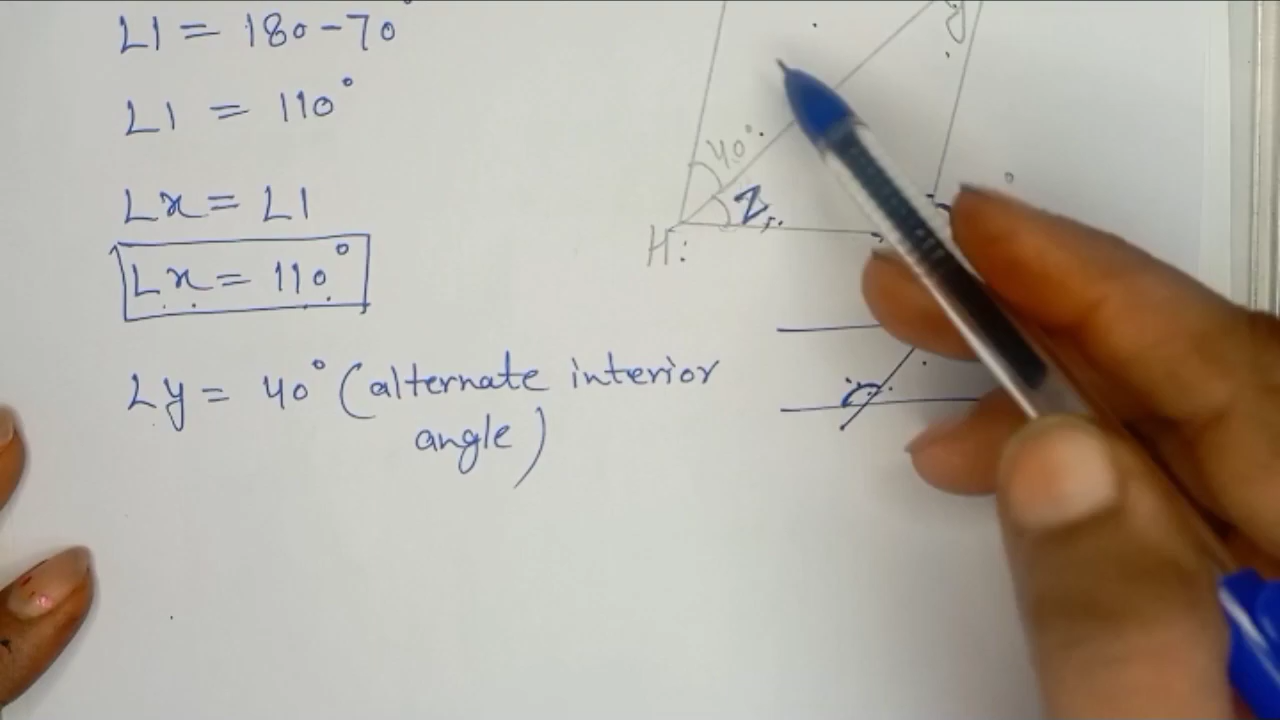 ∠1 = 180-70°
∠1 = 110°
∠x = ∠1
∠x = 110°
∠y = 40° (alternate interior
angle)
y
40°
Z
H